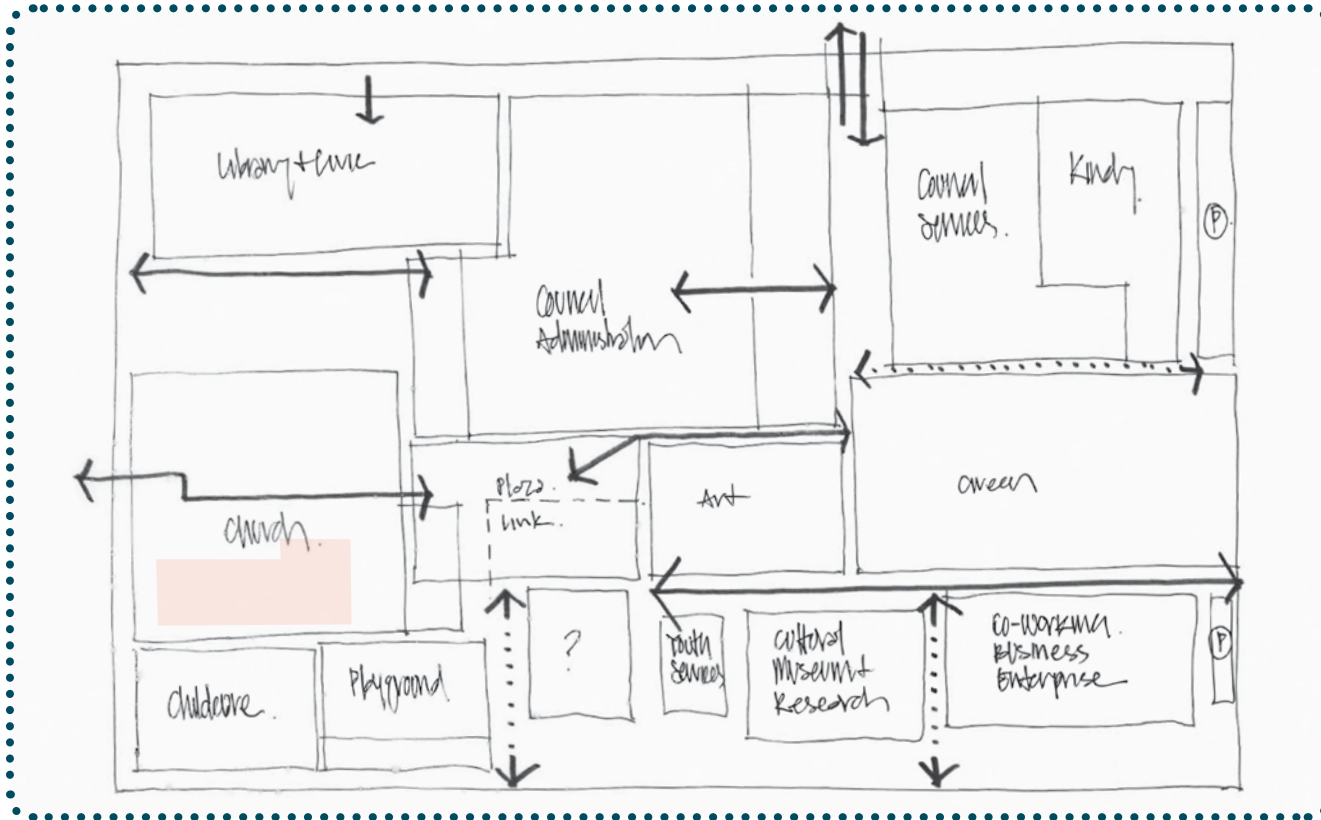 Library + Civic
Council
Services.
Kindy.
P
Council
Administration
Plaza.
Link.
Art
Green
Church.
Childcare.
Playground
?
Youth
Services
Cultural
Museum +
Research
Co-working.
Business
Enterprise
P